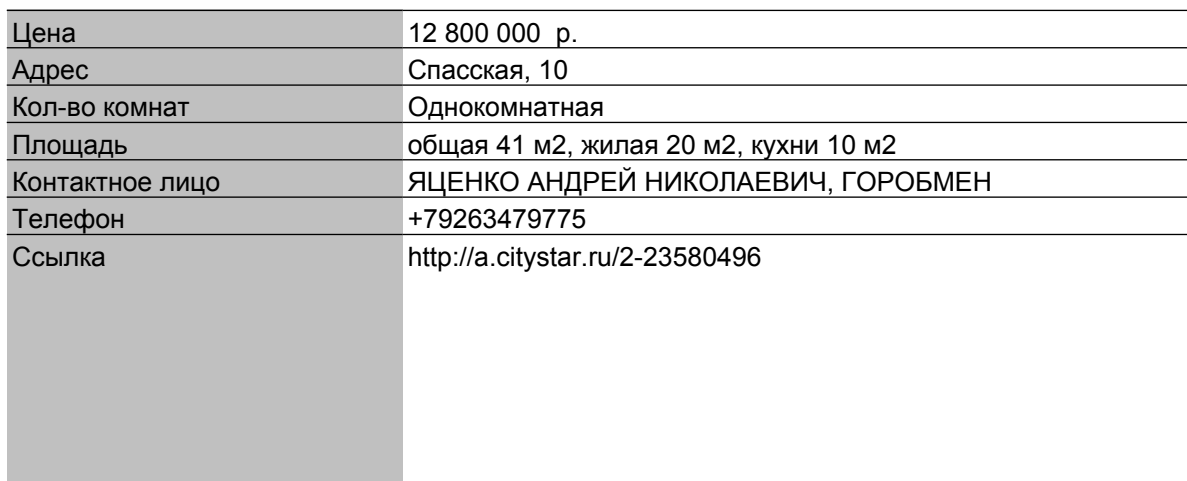 Цена 12 800 000 р.
Адрес Спасская, 10
Кол-во комнат Однокомнатная
Площадь общая 41 м2, жилая 20 м2, кухни 10 м2
Контактное лицо ЯЦЕНКО АНДРЕЙ НИКОЛАЕВИЧ, ГОРОБМЕН
Телефон +79263479775
Ссылка http://a.citystar.ru/2-23580496